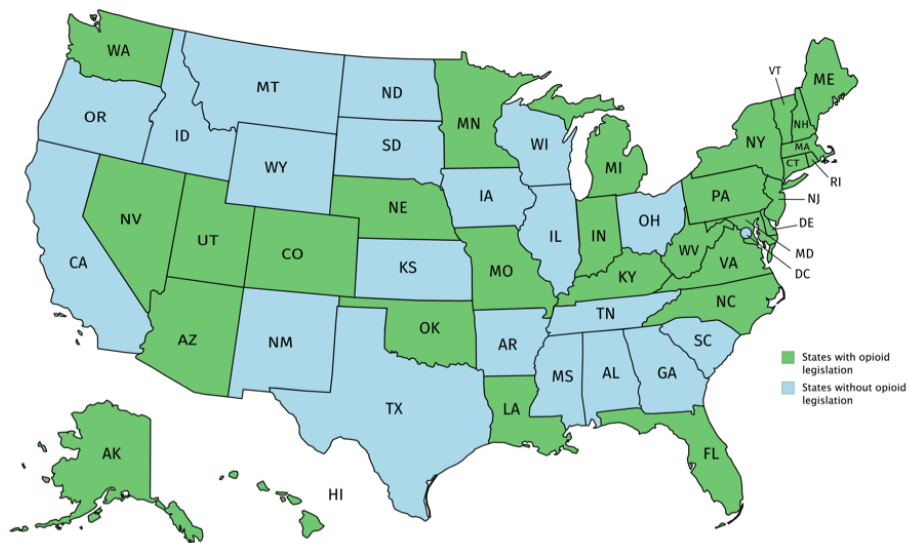 WA
MT
ND
MN
VT
ME
OR
ID
SD
WI
NY
NH
MA
WY
MI
CT
RI
IA
NE
PA
NJ
NV
OH
UT
IL
IN
DE
CO
WV
MD
CA
KS
MO
VA
DC
KY
NC
TN
OK
AZ
NM
AR
SC
MS
AL
GA
States with opioid
legislation
States without opioid
legislation
TX
LA
AK
FL
HI